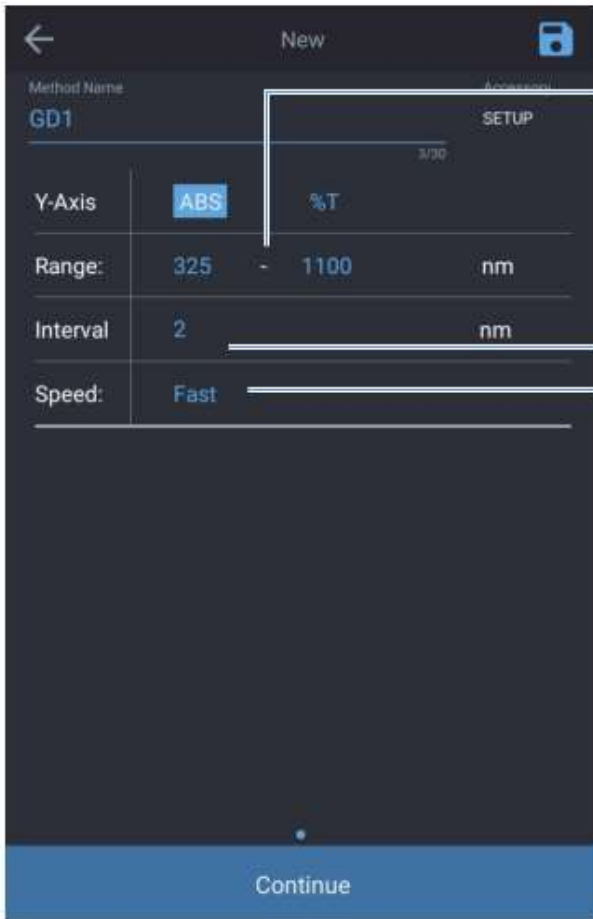 New
Method Name
Accessory
GD1
SETUP
3/30
Y-Axis ABS %T
Range: 325 - 1100 nm
Interval 2 nm
Speed: Fast
Continue